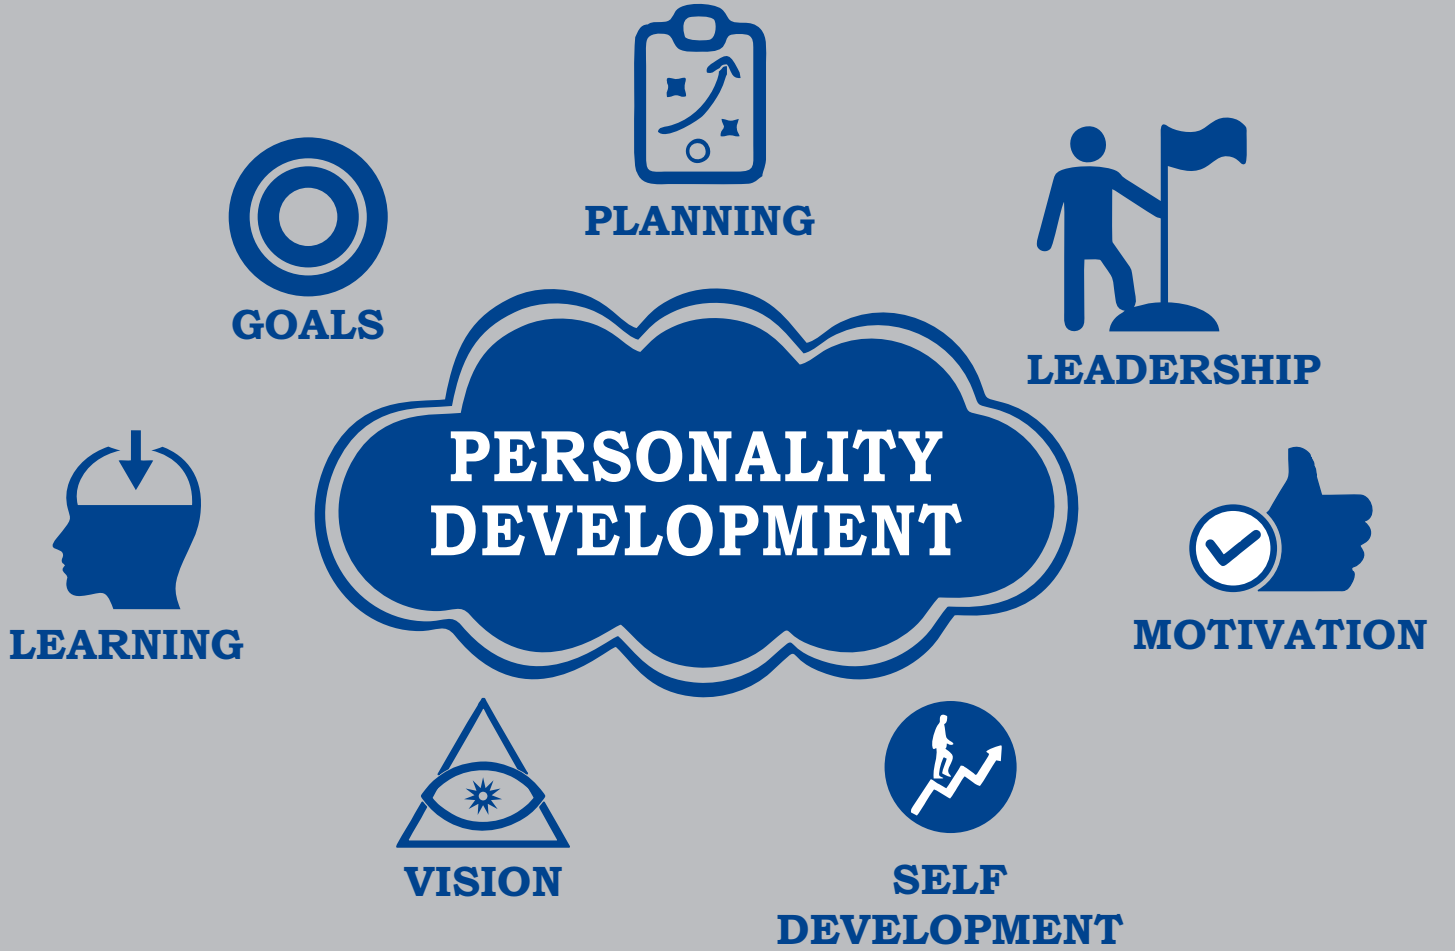 PLANNING
GOALS
LEADERSHIP
PERSONALITY
DEVELOPMENT
LEARNING
MOTIVATION
VISION
SELF
DEVELOPMENT